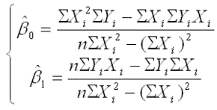 β̂₀ = (ΣXᵢ²ΣYᵢ − ΣXᵢΣYᵢXᵢ) / (nΣXᵢ² − (ΣXᵢ)²)
β̂₁ = (nΣYᵢXᵢ − ΣYᵢΣXᵢ) / (nΣXᵢ² − (ΣXᵢ)²)